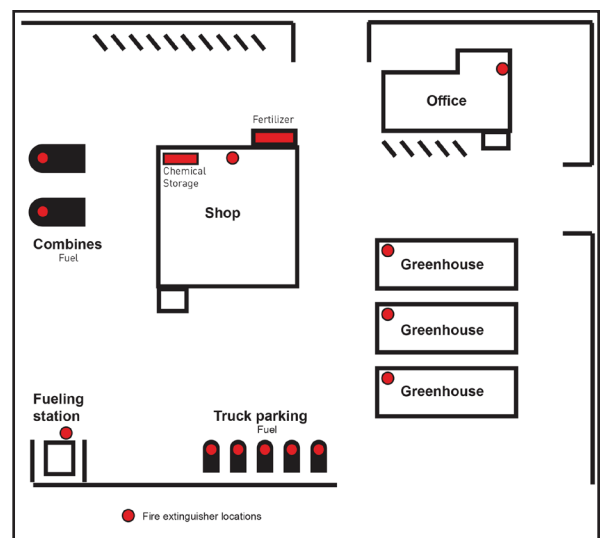 Fertilizer
Office
Chemical
Storage
Shop
Combines
Fuel
Greenhouse
Greenhouse
Greenhouse
Fueling
station
Truck parking
Fuel
Fire extinguisher locations